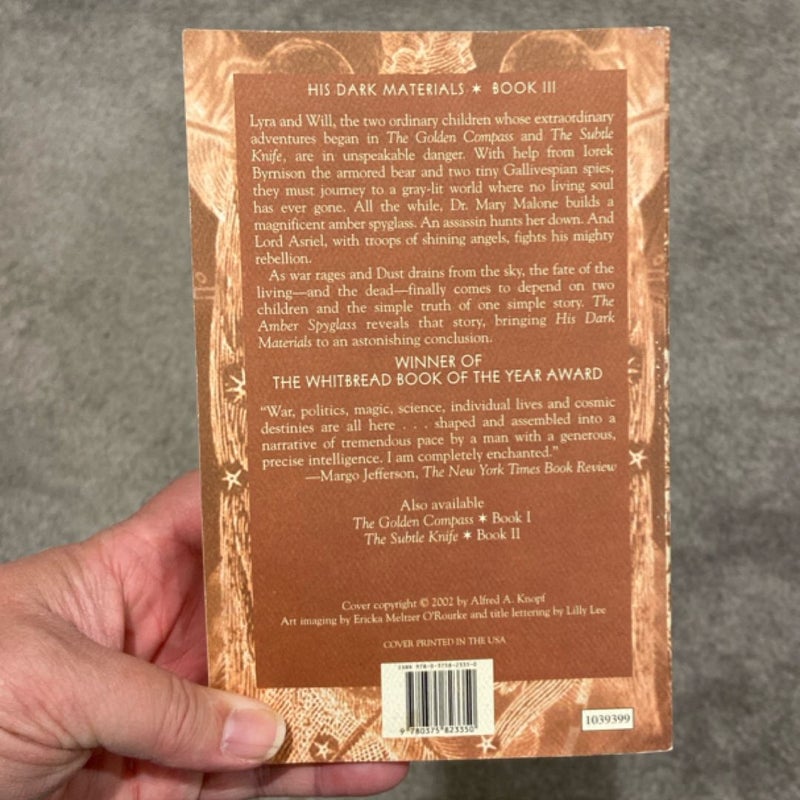 HIS DARK MATERIALS ✶ BOOK III
Lyra and Will, the two ordinary children whose extraordinary
adventures began in The Golden Compass and The Subtle
Knife, are in unspeakable danger. With help from Iorek
Byrnison the armored bear and two tiny Gallivespian spies,
they must journey to a gray-lit world where no living soul
has ever gone. All the while, Dr. Mary Malone builds a
magnificent amber spyglass. An assassin hunts her down. And
Lord Asriel, with troops of shining angels, fights his mighty
rebellion.
As war rages and Dust drains from the sky, the fate of the
living—and the dead—finally comes to depend on two
children and the simple truth of one simple story. The
Amber Spyglass reveals that story, bringing His Dark
Materials to an astonishing conclusion.
WINNER OF
THE WHITBREAD BOOK OF THE YEAR AWARD
“War, politics, magic, science, individual lives and cosmic
destinies are all here . . . shaped and assembled into a
narrative of tremendous pace by a man with a generous,
precise intelligence. I am completely enchanted.”
—Margo Jefferson, The New York Times Book Review
Also available
The Golden Compass ✶ Book I
The Subtle Knife ✶ Book II
Cover copyright © 2002 by Alfred A. Knopf
Art imaging by Ericka Meltzer O'Rourke and title lettering by Lilly Lee
COVER PRINTED IN THE USA
ISBN 978-0-3758-2335-0
9 780375 823350
1039399